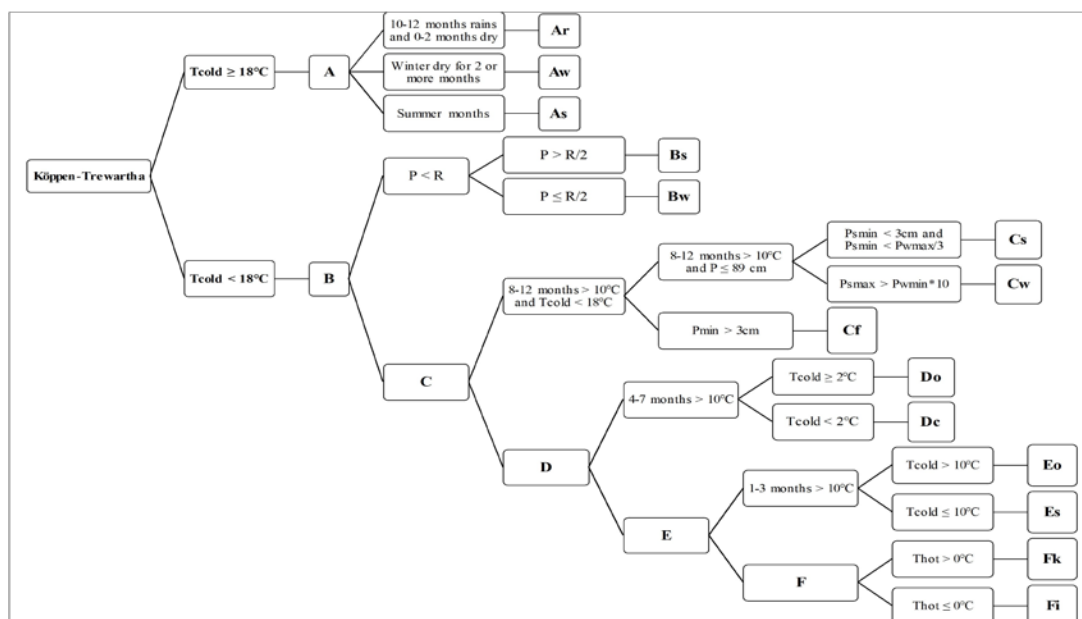 10-12 months rains
and 0-2 months dry
Ar
Tcold ≥ 18°C
A
Winter dry for 2 or
more months
Aw
Summer months
As
Köppen-Trewartha
P < R
P > R/2
Bs
P ≤ R/2
Bw
Tcold < 18°C
B
8-12 months > 10°C
and Tcold < 18°C
8-12 months > 10°C
and P ≤ 89 cm
Psmin < 3cm and
Psmin < Pwmax/3
Cs
Psmax > Pwmin*10
Cw
Pmin > 3cm
Cf
C
4-7 months > 10°C
Tcold ≥ 2°C
Do
Tcold < 2°C
Dc
D
1-3 months > 10°C
Tcold > 10°C
Eo
Tcold ≤ 10°C
Es
E
F
Thot > 0°C
Fk
Thot ≤ 0°C
Fi